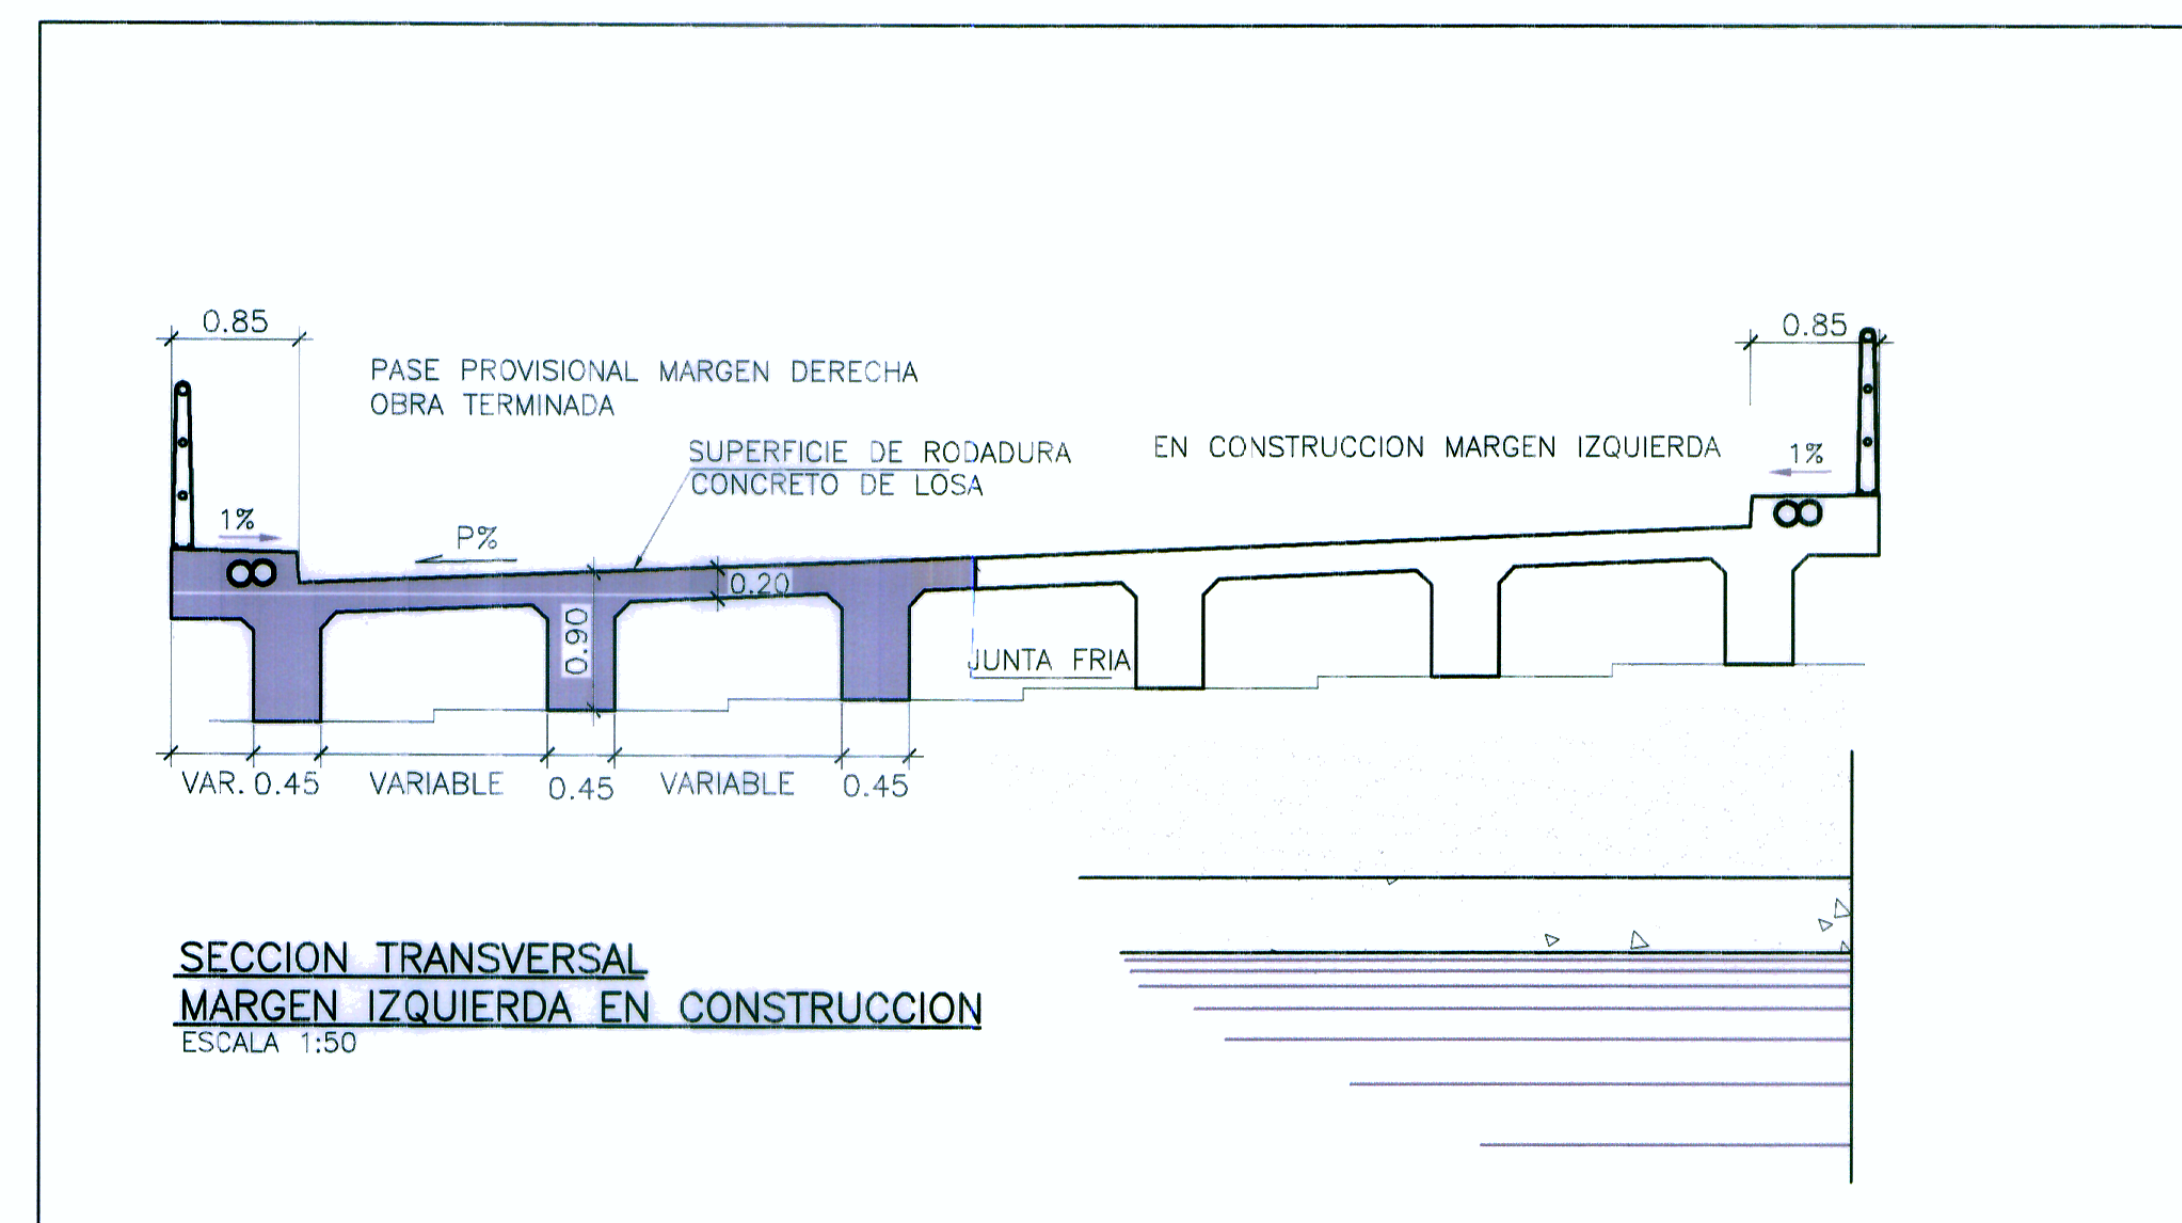 0.85
0.85
PASE PROVISIONAL MARGEN DERECHA
OBRA TERMINADA
SUPERFICIE DE RODADURA
CONCRETO DE LOSA
EN CONSTRUCCION MARGEN IZQUIERDA
1%
1%
P%
0.20
0.90
JUNTA FRIA
VAR. 0.45 VARIABLE 0.45 VARIABLE 0.45
SECCION TRANSVERSAL
MARGEN IZQUIERDA EN CONSTRUCCION
ESCALA 1:50